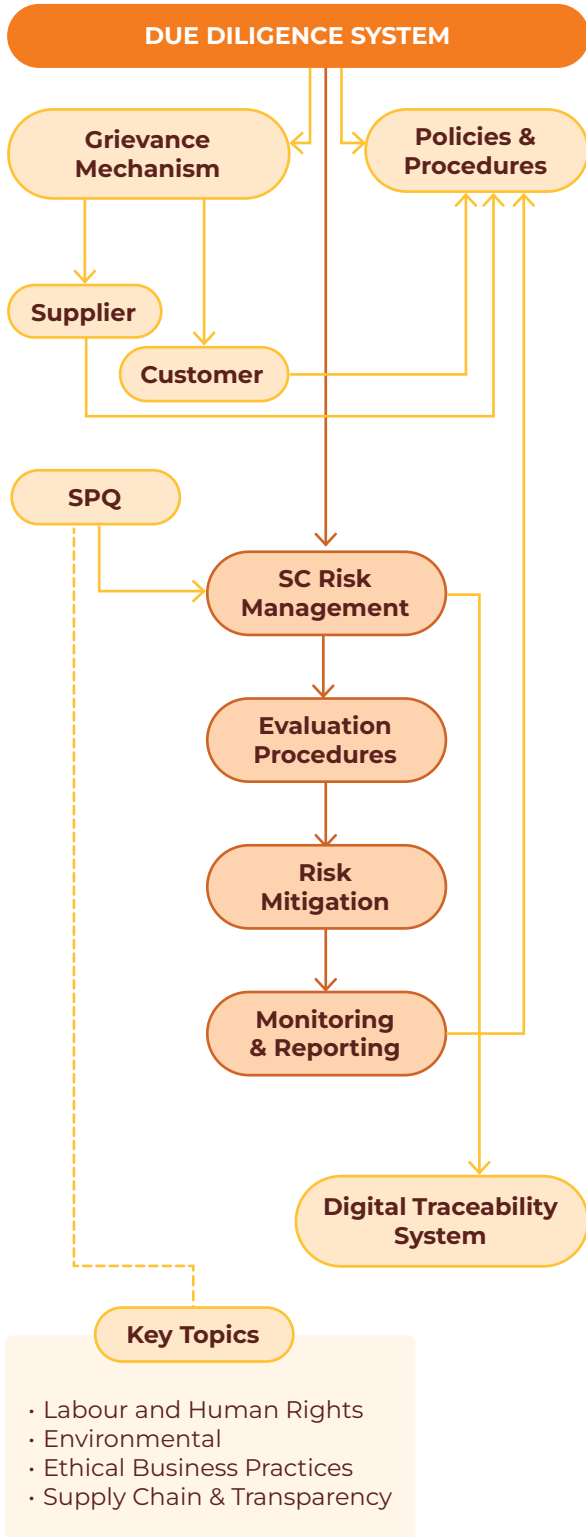 DUE DILIGENCE SYSTEM
Grievance
Mechanism
Policies &
Procedures
Supplier
Customer
SPQ
SC Risk
Management
Evaluation
Procedures
Risk
Mitigation
Monitoring
& Reporting
Digital Traceability
System
Key Topics
• Labour and Human Rights
• Environmental
• Ethical Business Practices
• Supply Chain & Transparency